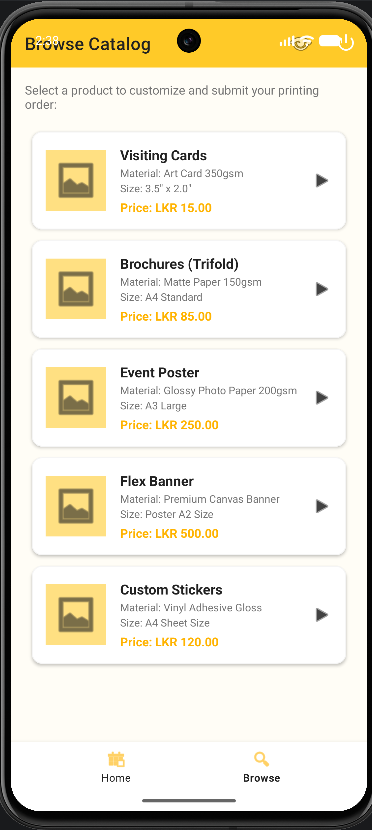 2:38
Browse Catalog
Select a product to customize and submit your printing
order:
Visiting Cards
Material: Art Card 350gsm
Size: 3.5" x 2.0"
Price: LKR 15.00
Brochures (Trifold)
Material: Matte Paper 150gsm
Size: A4 Standard
Price: LKR 85.00
Event Poster
Material: Glossy Photo Paper 200gsm
Size: A3 Large
Price: LKR 250.00
Flex Banner
Material: Premium Canvas Banner
Size: Poster A2 Size
Price: LKR 500.00
Custom Stickers
Material: Vinyl Adhesive Gloss
Size: A4 Sheet Size
Price: LKR 120.00
Home
Browse